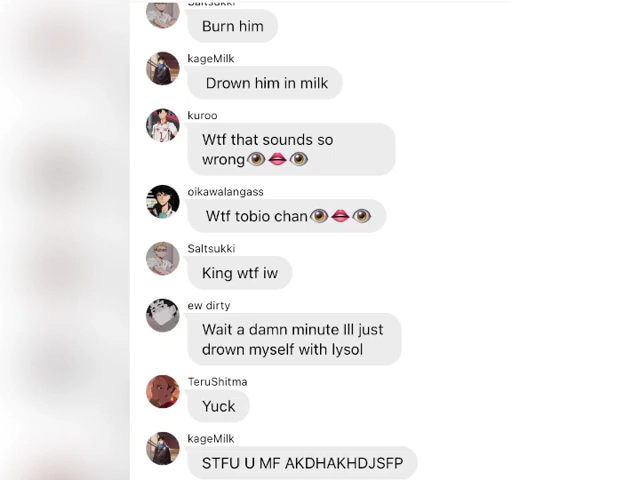 Saltsukki
Burn him
kageMilk
Drown him in milk
kuroo
Wtf that sounds so
wrong👁👄👁
oikawalangass
Wtf tobio chan👁👄👁
Saltsukki
King wtf iw
ew dirty
Wait a damn minute Ill just
drown myself with lysol
TeruShitma
Yuck
kageMilk
STFU U MF AKDHAKHDJSFP